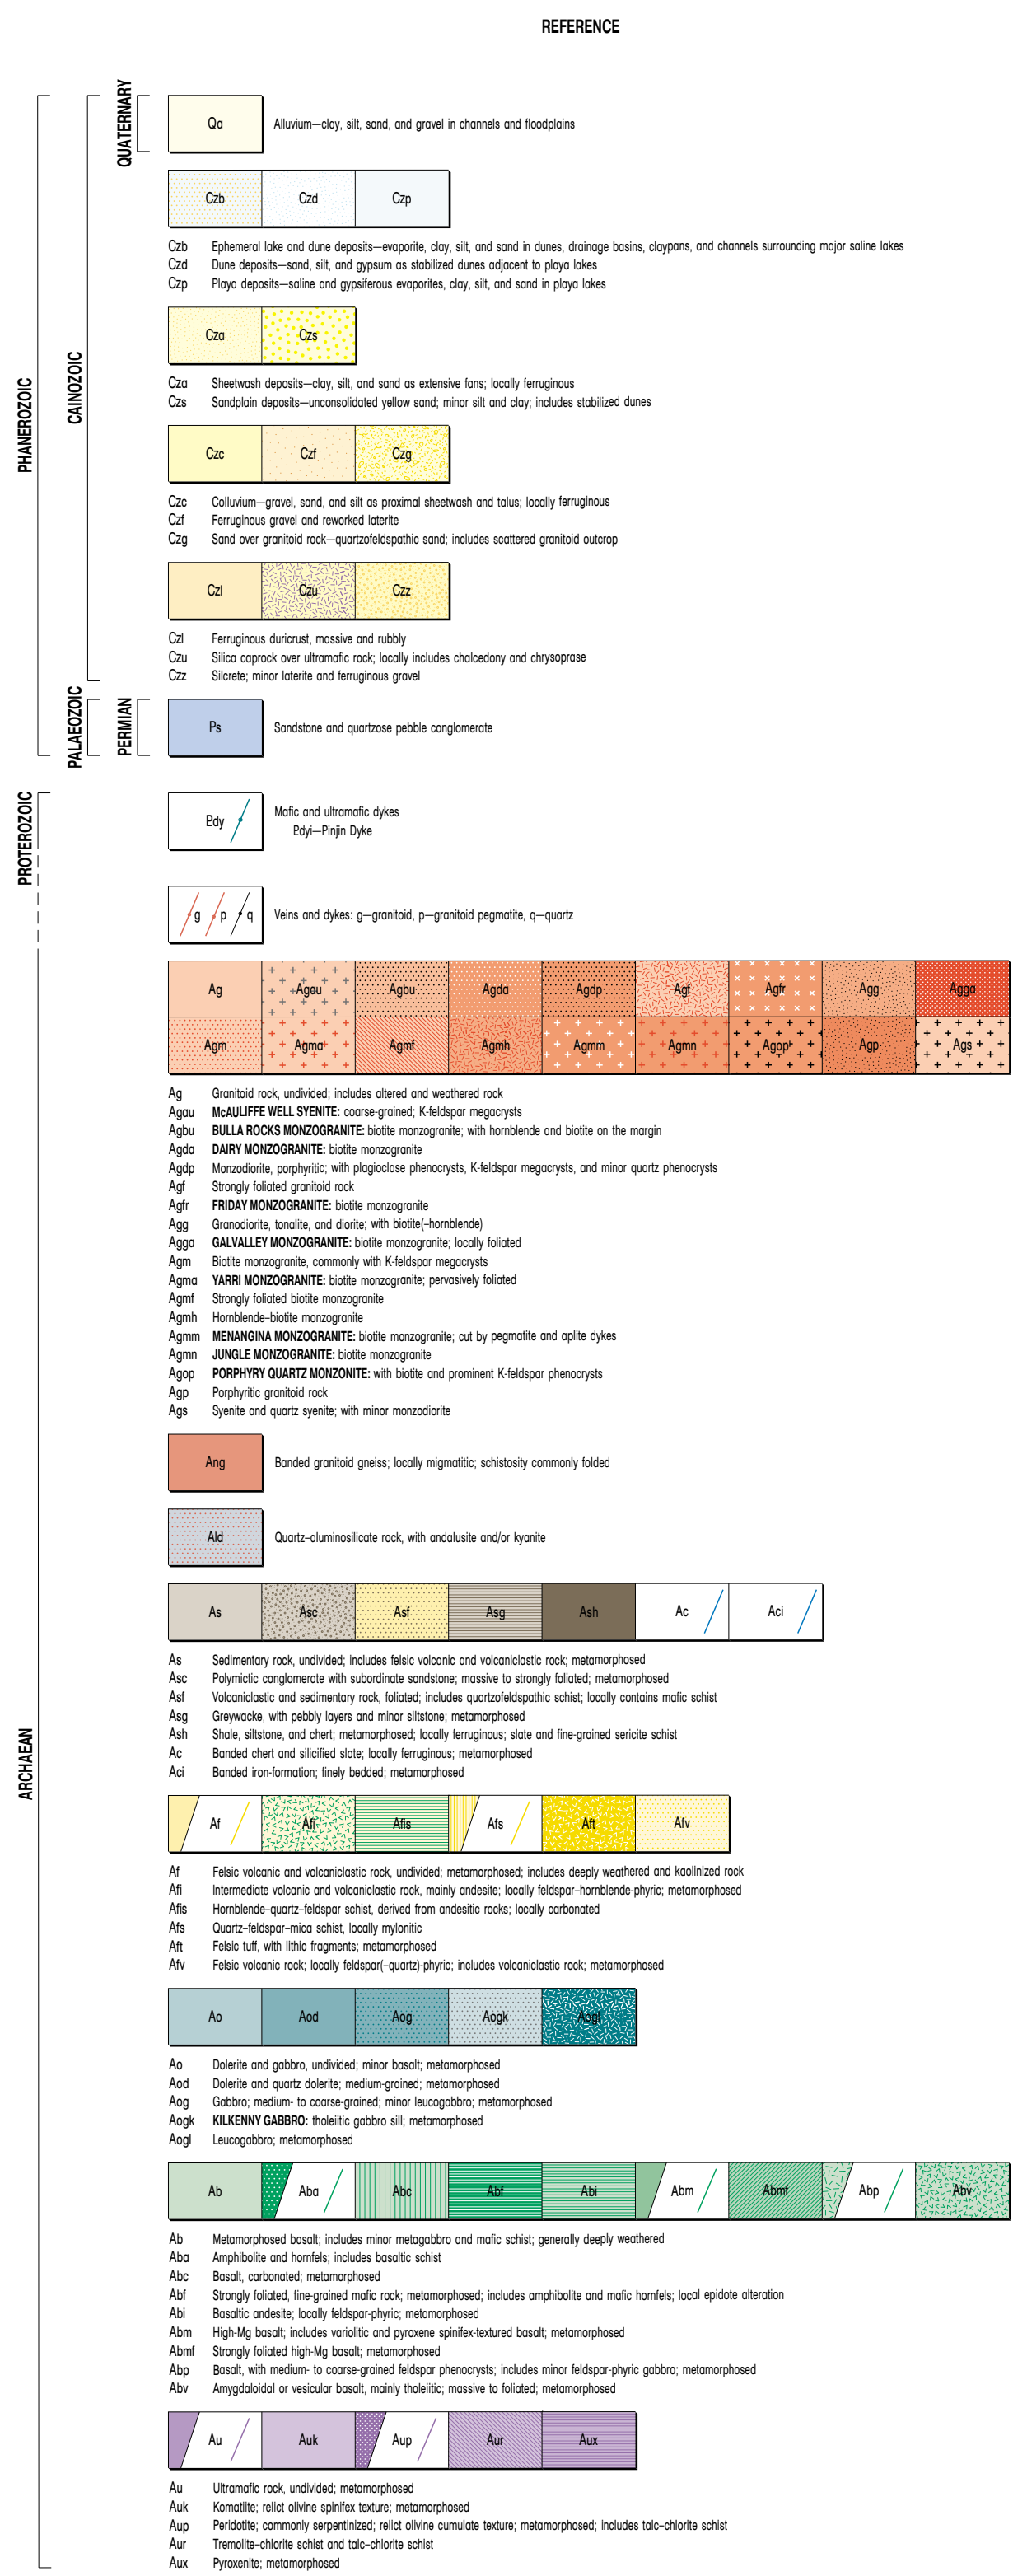 REFERENCE
PHANEROZOIC
CAINOZOIC
QUATERNARY
Qa
Alluvium—clay, silt, sand, and gravel in channels and floodplains
Czb Czd Czp
Czb Ephemeral lake and dune deposits—evaporite, clay, silt, and sand in dunes, drainage basins, claypans, and channels surrounding major saline lakes
Czd Dune deposits—sand, silt, and gypsum as stabilized dunes adjacent to playa lakes
Czp Playa deposits—saline and gypsiferous evaporites, clay, silt, and sand in playa lakes
Cza Czs
Cza Sheetwash deposits—clay, silt, and sand as extensive fans; locally ferruginous
Czs Sandplain deposits—unconsolidated yellow sand; minor silt and clay; includes stabilized dunes
Czc Czf Czg
Czc Colluvium—gravel, sand, and silt as proximal sheetwash and talus; locally ferruginous
Czf Ferruginous gravel and reworked laterite
Czg Sand over granitoid rock—quartzofeldspathic sand; includes scattered granitoid outcrop
Czl Czu Czz
Czl Ferruginous duricrust, massive and rubbly
Czu Silica caprock over ultramafic rock; locally includes chalcedony and chrysoprase
Czz Silcrete; minor laterite and ferruginous gravel
PALAEOZOIC
PERMIAN
Ps
Sandstone and quartzose pebble conglomerate
PROTEROZOIC
Pdy
Mafic and ultramafic dykes
Pdyi—Pinjin Dyke
g p q
Veins and dykes: g—granitoid, p—granitoid pegmatite, q—quartz
Ag Agau Agbu Agda Agdp Agf Agfr Agg Agga
Agm Agma Agmf Agmh Agmm Agmn Agop Agp Ags
Ag Granitoid rock, undivided; includes altered and weathered rock
Agau McAULIFFE WELL SYENITE: coarse-grained; K-feldspar megacrysts
Agbu BULLA ROCKS MONZOGRANITE: biotite monzogranite; with hornblende and biotite on the margin
Agda DAIRY MONZOGRANITE: biotite monzogranite
Agdp Monzodiorite, porphyritic; with plagioclase phenocrysts, K-feldspar megacrysts, and minor quartz phenocrysts
Agf Strongly foliated granitoid rock
Agfr FRIDAY MONZOGRANITE: biotite monzogranite
Agg Granodiorite, tonalite, and diorite; with biotite(–hornblende)
Agga GALVALLEY MONZOGRANITE: biotite monzogranite; locally foliated
Agm Biotite monzogranite, commonly with K-feldspar megacrysts
Agma YARRI MONZOGRANITE: biotite monzogranite; pervasively foliated
Agmf Strongly foliated biotite monzogranite
Agmh Hornblende–biotite monzogranite
Agmm MENANGINA MONZOGRANITE: biotite monzogranite; cut by pegmatite and aplite dykes
Agmn JUNGLE MONZOGRANITE: biotite monzogranite
Agop PORPHYRY QUARTZ MONZONITE: with biotite and prominent K-feldspar phenocrysts
Agp Porphyritic granitoid rock
Ags Syenite and quartz syenite; with minor monzodiorite
Ang
Banded granitoid gneiss; locally migmatitic; schistosity commonly folded
Ald
Quartz–aluminosilicate rock, with andalusite and/or kyanite
ARCHAEAN
As Asc Asf Asg Ash Ac Aci
As Sedimentary rock, undivided; includes felsic volcanic and volcaniclastic rock; metamorphosed
Asc Polymictic conglomerate with subordinate sandstone; massive to strongly foliated; metamorphosed
Asf Volcaniclastic and sedimentary rock, foliated; includes quartzofeldspathic schist; locally contains mafic schist
Asg Greywacke, with pebbly layers and minor siltstone; metamorphosed
Ash Shale, siltstone, and chert; metamorphosed; locally ferruginous; slate and fine-grained sericite schist
Ac Banded chert and silicified slate; locally ferruginous; metamorphosed
Aci Banded iron-formation; finely bedded; metamorphosed
Af Afi Afis Afs Aft Afv
Af Felsic volcanic and volcaniclastic rock, undivided; metamorphosed; includes deeply weathered and kaolinized rock
Afi Intermediate volcanic and volcaniclastic rock, mainly andesite; locally feldspar–hornblende-phyric; metamorphosed
Afis Hornblende–quartz–feldspar schist, derived from andesitic rocks; locally carbonated
Afs Quartz–feldspar–mica schist, locally mylonitic
Aft Felsic tuff, with lithic fragments; metamorphosed
Afv Felsic volcanic rock; locally feldspar(–quartz)-phyric; includes volcaniclastic rock; metamorphosed
Ao Aod Aog Aogk Aogl
Ao Dolerite and gabbro, undivided; minor basalt; metamorphosed
Aod Dolerite and quartz dolerite; medium-grained; metamorphosed
Aog Gabbro; medium- to coarse-grained; minor leucogabbro; metamorphosed
Aogk KILKENNY GABBRO: tholeiitic gabbro sill; metamorphosed
Aogl Leucogabbro; metamorphosed
Ab Aba Abc Abf Abi Abm Abmf Abp Abv
Ab Metamorphosed basalt; includes minor metagabbro and mafic schist; generally deeply weathered
Aba Amphibolite and hornfels; includes basaltic schist
Abc Basalt, carbonated; metamorphosed
Abf Strongly foliated, fine-grained mafic rock; metamorphosed; includes amphibolite and mafic hornfels; local epidote alteration
Abi Basaltic andesite; locally feldspar-phyric; metamorphosed
Abm High-Mg basalt; includes variolitic and pyroxene spinifex-textured basalt; metamorphosed
Abmf Strongly foliated high-Mg basalt; metamorphosed
Abp Basalt, with medium- to coarse-grained feldspar phenocrysts; includes minor feldspar-phyric gabbro; metamorphosed
Abv Amygdaloidal or vesicular basalt, mainly tholeiitic; massive to foliated; metamorphosed
Au Auk Aup Aur Aux
Au Ultramafic rock, undivided; metamorphosed
Auk Komatiite; relict olivine spinifex texture; metamorphosed
Aup Peridotite; commonly serpentinized; relict olivine cumulate texture; metamorphosed; includes talc–chlorite schist
Aur Tremolite–chlorite schist and talc–chlorite schist
Aux Pyroxenite; metamorphosed